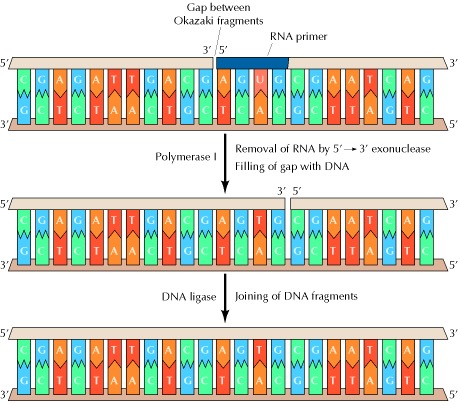 Gap between
Okazaki fragments
RNA primer
3′ 5′
5′ 3′
C G A G A T T G A C G A G U G C G A A T C A G
G C T C T A A C T G C T C A C G C T T A G T C
3′ 5′
Polymerase I
Removal of RNA by 5′→3′ exonuclease
Filling of gap with DNA
3′ 5′
5′ 3′
C G A G A T T G A C G A G T G C G A A T C A G
G C T C T A A C T G C T C A C G C T T A G T C
3′ 5′
DNA ligase
Joining of DNA fragments
5′ 3′
C G A G A T T G A C G A G T G C G A A T C A G
G C T C T A A C T G C T C A C G C T T A G T C
3′ 5′